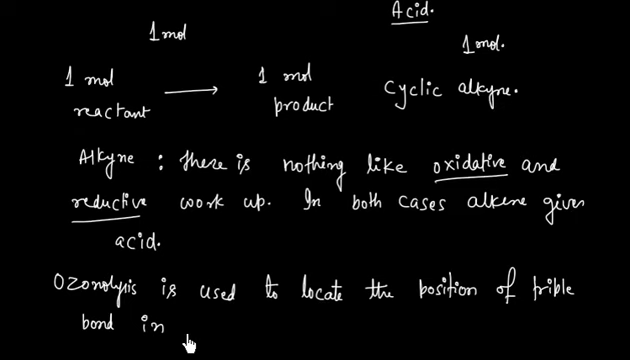 Acid.
1 mol
1 mol.
1 mol reactant → 1 mol product
Cyclic alkyne.
Alkyne : there is nothing like oxidative and
reductive work up. In both cases alkene gives
acid.
Ozonolysis is used to locate the position of trible
bond in